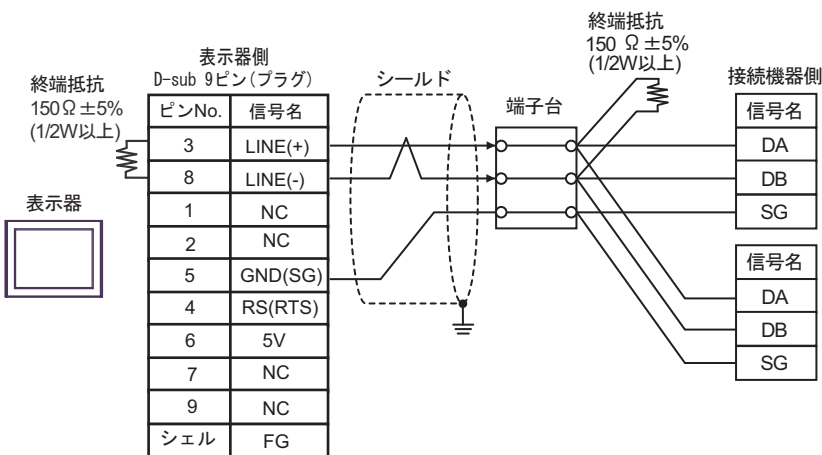 表示器側
D-sub 9ピン(プラグ)
終端抵抗
150Ω±5%
(1/2W以上)
表示器
ピンNo. 信号名
3 LINE(+)
8 LINE(-)
1 NC
2 NC
5 GND(SG)
4 RS(RTS)
6 5V
7 NC
9 NC
シェル FG
シールド
端子台
終端抵抗
150 Ω±5%
(1/2W以上)
接続機器側
信号名
DA
DB
SG
信号名
DA
DB
SG